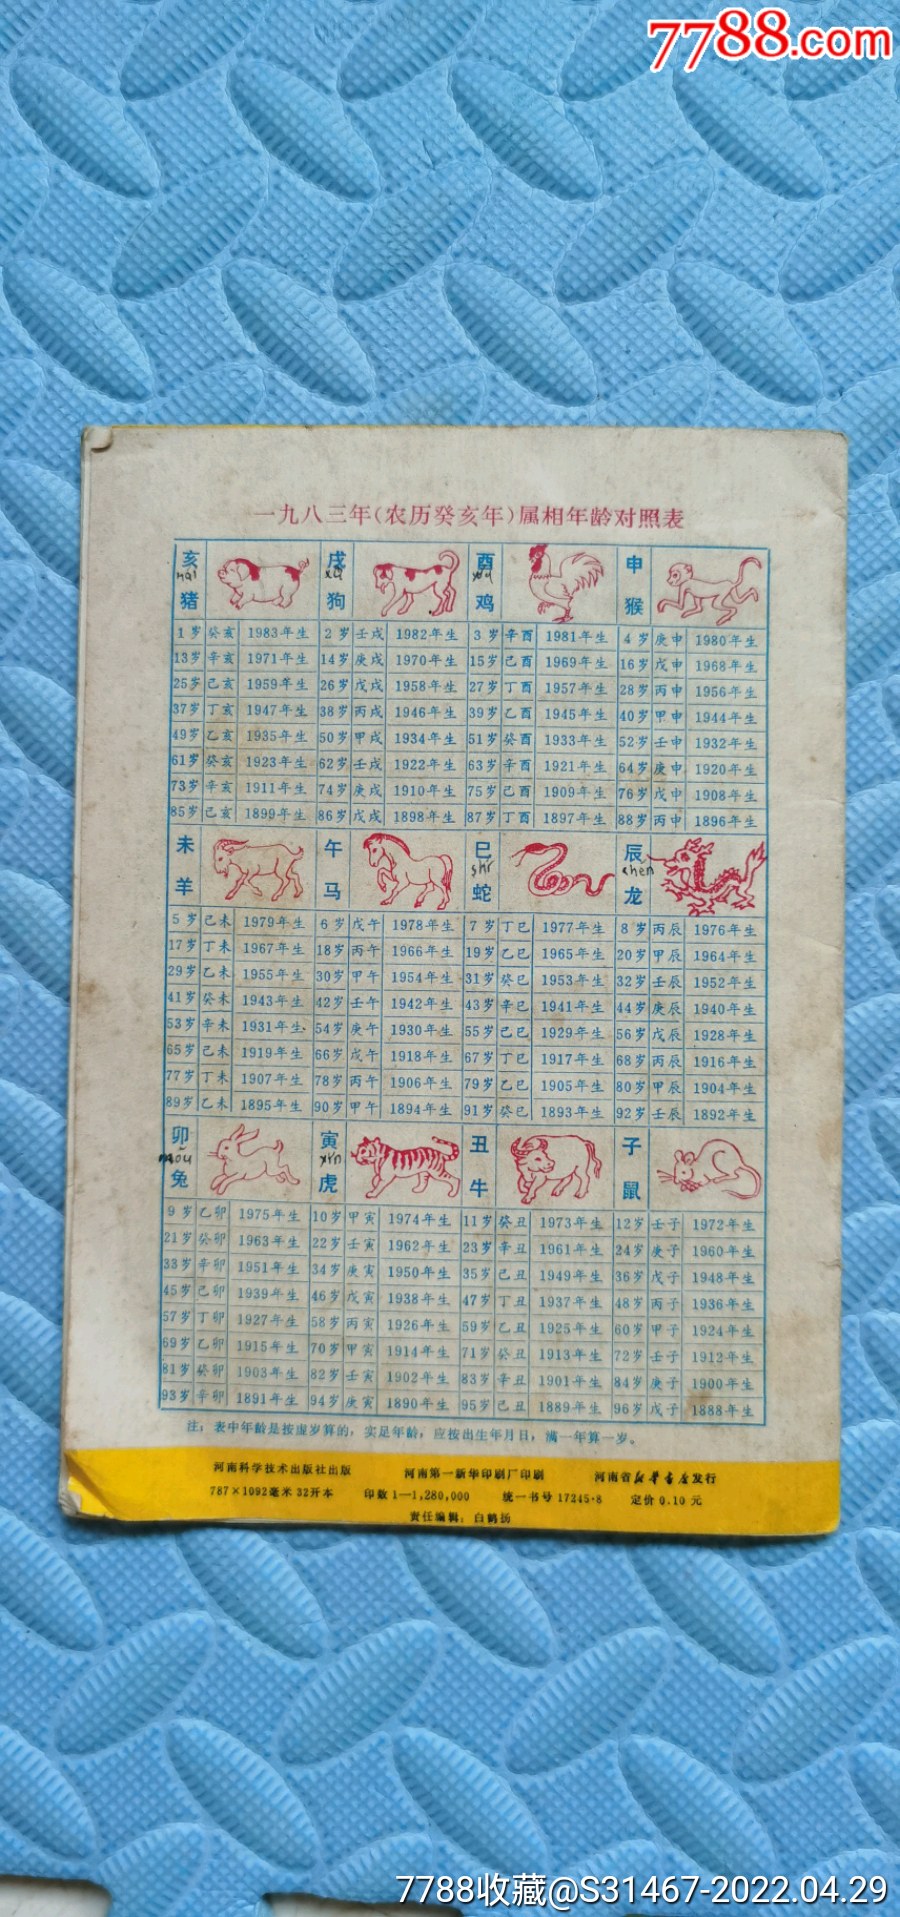 7788.com
一九八三年(农历癸亥年)属相年龄对照表
亥 猪 戌 狗 酉 鸡 申 猴
1岁 癸亥 1983年生 2岁 壬戌 1982年生 3岁 辛酉 1981年生 4岁 庚申 1980年生
13岁 辛亥 1971年生 14岁 庚戌 1970年生 15岁 己酉 1969年生 16岁 戊申 1968年生
25岁 己亥 1959年生 26岁 戊戌 1958年生 27岁 丁酉 1957年生 28岁 丙申 1956年生
37岁 丁亥 1947年生 38岁 丙戌 1946年生 39岁 乙酉 1945年生 40岁 甲申 1944年生
49岁 乙亥 1935年生 50岁 甲戌 1934年生 51岁 癸酉 1933年生 52岁 壬申 1932年生
61岁 癸亥 1923年生 62岁 壬戌 1922年生 63岁 辛酉 1921年生 64岁 庚申 1920年生
73岁 辛亥 1911年生 74岁 庚戌 1910年生 75岁 己酉 1909年生 76岁 戊申 1908年生
85岁 己亥 1899年生 86岁 戊戌 1898年生 87岁 丁酉 1897年生 88岁 丙申 1896年生
未 羊 午 马 巳 shi 蛇 辰 chen 龙
5岁 己未 1979年生 6岁 戊午 1978年生 7岁 丁巳 1977年生 8岁 丙辰 1976年生
17岁 丁未 1967年生 18岁 丙午 1966年生 19岁 乙巳 1965年生 20岁 甲辰 1964年生
29岁 乙未 1955年生 30岁 甲午 1954年生 31岁 癸巳 1953年生 32岁 壬辰 1952年生
41岁 癸未 1943年生 42岁 壬午 1942年生 43岁 辛巳 1941年生 44岁 庚辰 1940年生
53岁 辛未 1931年生 54岁 庚午 1930年生 55岁 己巳 1929年生 56岁 戊辰 1928年生
65岁 己未 1919年生 66岁 戊午 1918年生 67岁 丁巳 1917年生 68岁 丙辰 1916年生
77岁 丁未 1907年生 78岁 丙午 1906年生 79岁 乙巳 1905年生 80岁 甲辰 1904年生
89岁 乙未 1895年生 90岁 甲午 1894年生 91岁 癸巳 1893年生 92岁 壬辰 1892年生
卯 mou 兔 寅 yin 虎 丑 牛 子 鼠
9岁 乙卯 1975年生 10岁 甲寅 1974年生 11岁 癸丑 1973年生 12岁 壬子 1972年生
21岁 癸卯 1963年生 22岁 壬寅 1962年生 23岁 辛丑 1961年生 24岁 庚子 1960年生
33岁 辛卯 1951年生 34岁 庚寅 1950年生 35岁 己丑 1949年生 36岁 戊子 1948年生
45岁 己卯 1939年生 46岁 戊寅 1938年生 47岁 丁丑 1937年生 48岁 丙子 1936年生
57岁 丁卯 1927年生 58岁 丙寅 1926年生 59岁 乙丑 1925年生 60岁 甲子 1924年生
69岁 乙卯 1915年生 70岁 甲寅 1914年生 71岁 癸丑 1913年生 72岁 壬子 1912年生
81岁 癸卯 1903年生 82岁 壬寅 1902年生 83岁 辛丑 1901年生 84岁 庚子 1900年生
93岁 辛卯 1891年生 94岁 庚寅 1890年生 95岁 己丑 1889年生 96岁 戊子 1888年生
注：表中年龄是按虚岁算的，实足年龄，应按出生年月日，满一年算一岁。
河南科学技术出版社出版 河南第一新华印刷厂印刷 河南省新华书店发行
787×1092毫米 32开本 印数 1—1,280,000 统一书号 17245·8 定价 0.10 元
责任编辑：白鹤扬
7788收藏@S31467-2022.04.29